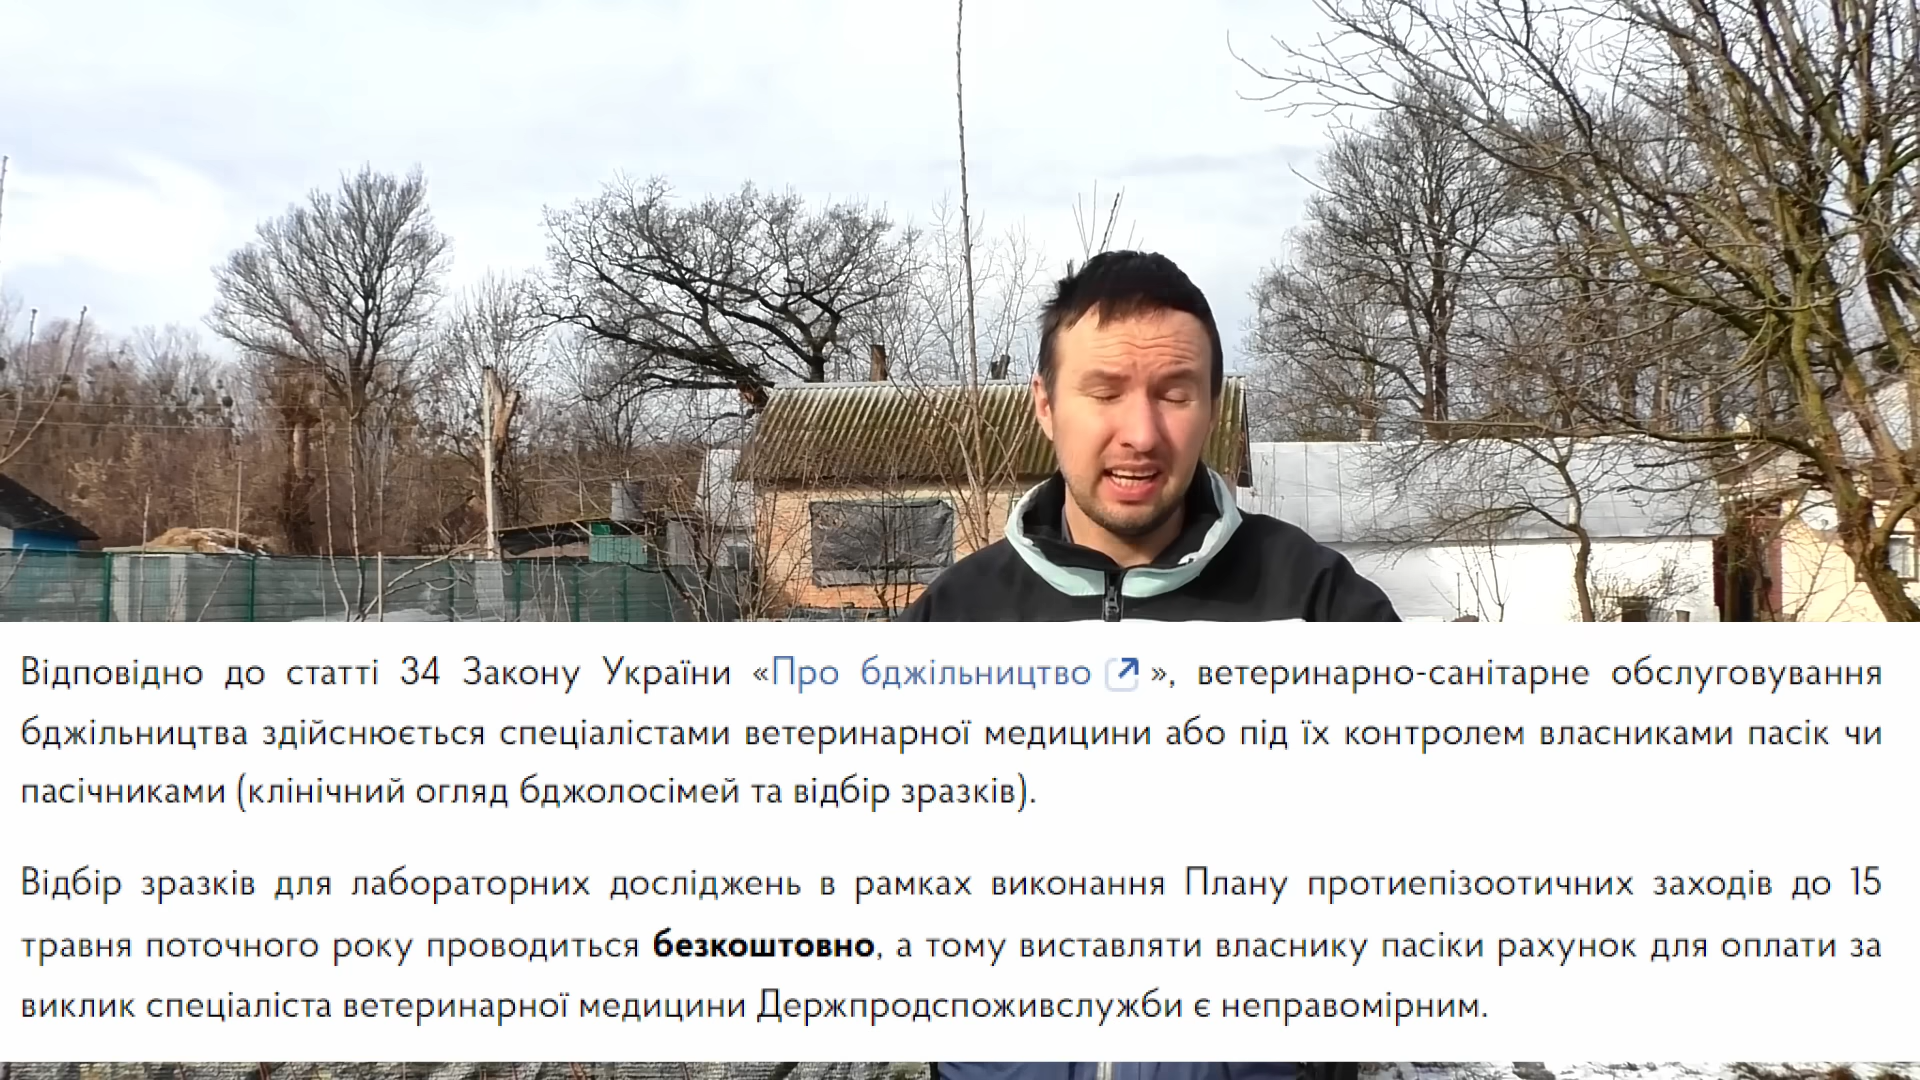 Відповідно до статті 34 Закону України «Про бджільництво», ветеринарно-санітарне обслуговування
бджільництва здійснюється спеціалістами ветеринарної медицини або під їх контролем власниками пасік чи
пасічниками (клінічний огляд бджолосімей та відбір зразків).
Відбір зразків для лабораторних досліджень в рамках виконання Плану протиепізоотичних заходів до 15
травня поточного року проводиться безкоштовно, а тому виставляти власнику пасіки рахунок для оплати за
виклик спеціаліста ветеринарної медицини Держпродспоживслужби є неправомірним.